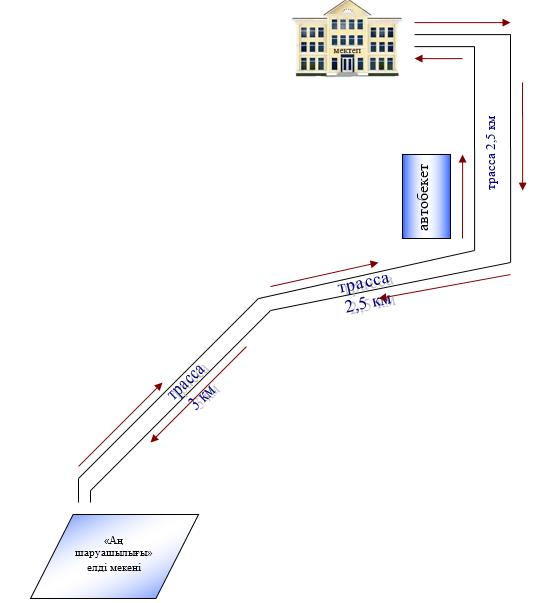 мектеп
трасса 2,5 км
автобекет
трасса
2,5 км
трасса
3 км
«Аң
шаруашылығы»
елді мекені